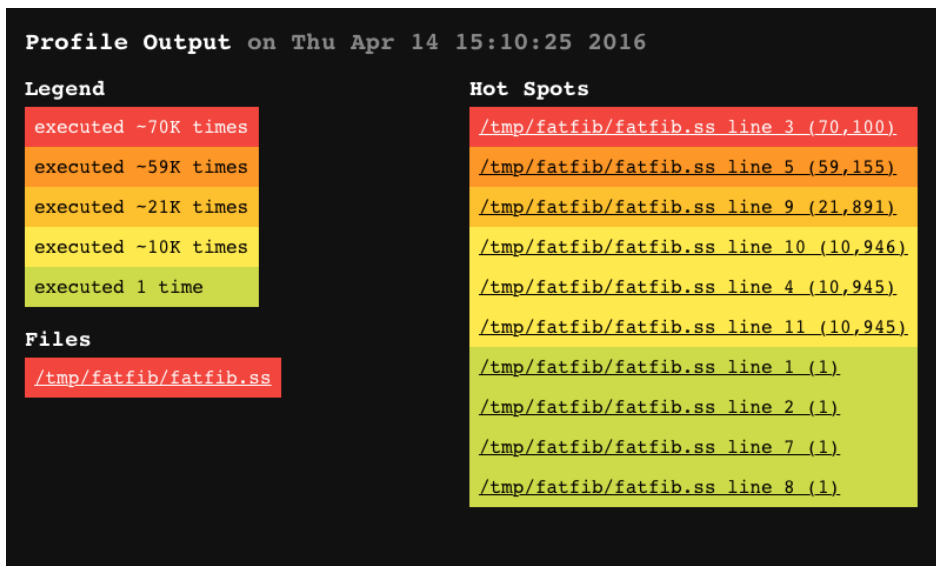 Profile Output on Thu Apr 14 15:10:25 2016
Legend
executed ~70K times
executed ~59K times
executed ~21K times
executed ~10K times
executed 1 time
Files
/tmp/fatfib/fatfib.ss
Hot Spots
/tmp/fatfib/fatfib.ss line 3 (70,100)
/tmp/fatfib/fatfib.ss line 5 (59,155)
/tmp/fatfib/fatfib.ss line 9 (21,891)
/tmp/fatfib/fatfib.ss line 10 (10,946)
/tmp/fatfib/fatfib.ss line 4 (10,945)
/tmp/fatfib/fatfib.ss line 11 (10,945)
/tmp/fatfib/fatfib.ss line 1 (1)
/tmp/fatfib/fatfib.ss line 2 (1)
/tmp/fatfib/fatfib.ss line 7 (1)
/tmp/fatfib/fatfib.ss line 8 (1)